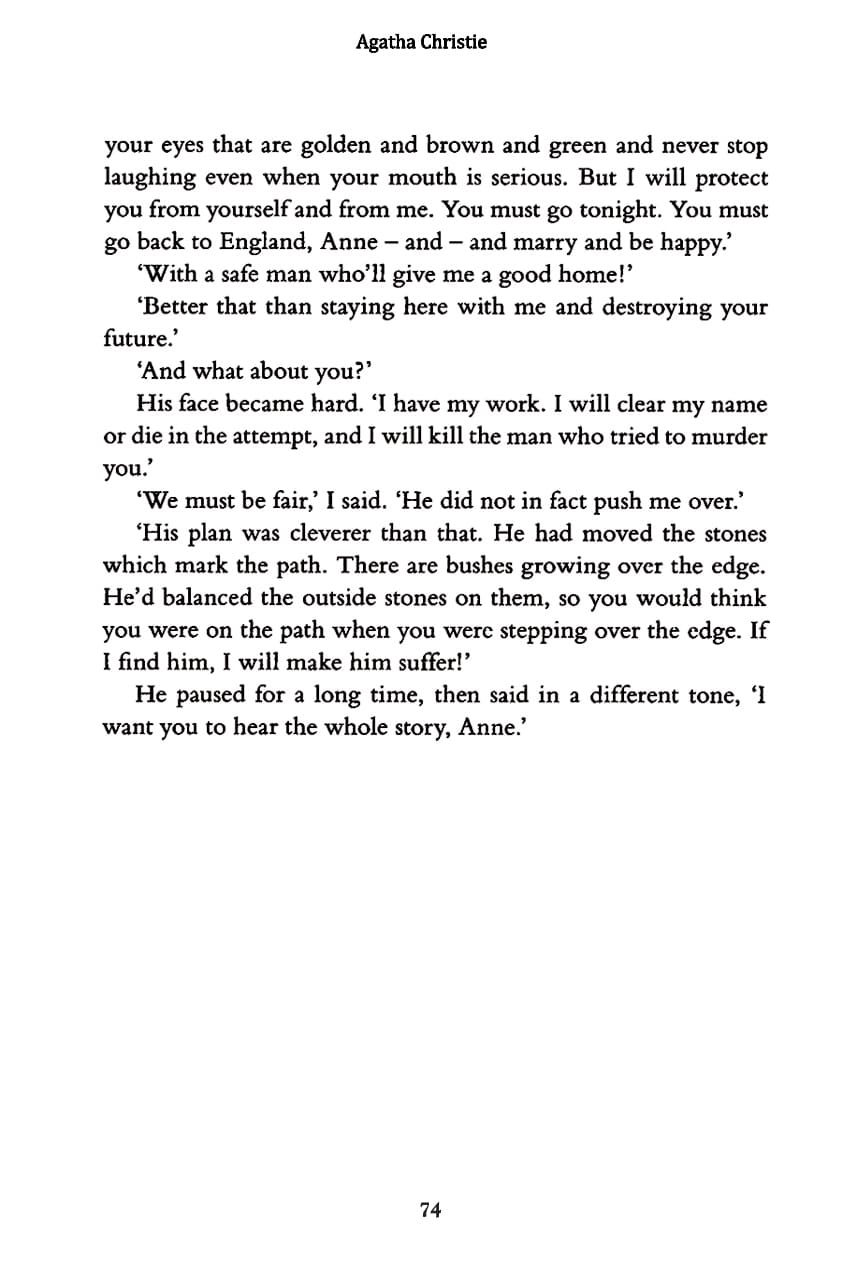 Agatha Christie
your eyes that are golden and brown and green and never stop
laughing even when your mouth is serious. But I will protect
you from yourself and from me. You must go tonight. You must
go back to England, Anne – and – and marry and be happy.’
‘With a safe man who’ll give me a good home!’
‘Better that than staying here with me and destroying your
future.’
‘And what about you?’
His face became hard. ‘I have my work. I will clear my name
or die in the attempt, and I will kill the man who tried to murder
you.’
‘We must be fair,’ I said. ‘He did not in fact push me over.’
‘His plan was cleverer than that. He had moved the stones
which mark the path. There are bushes growing over the edge.
He’d balanced the outside stones on them, so you would think
you were on the path when you were stepping over the edge. If
I find him, I will make him suffer!’
He paused for a long time, then said in a different tone, ‘I
want you to hear the whole story, Anne.’
74